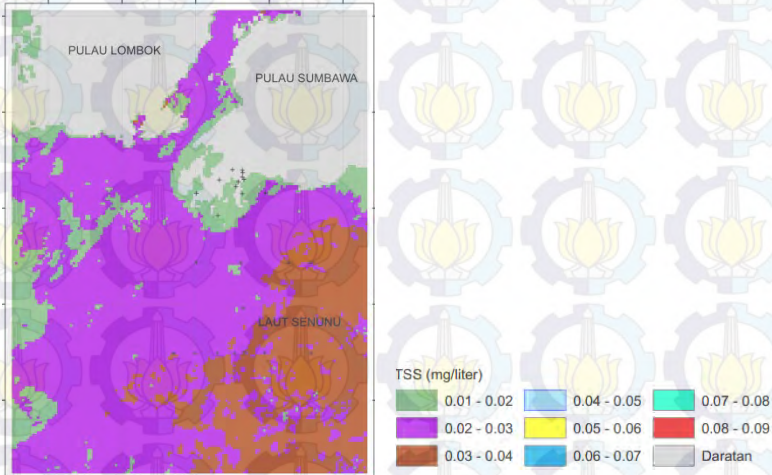 PULAU LOMBOK
PULAU SUMBAWA
LAUT SENUNU
TSS (mg/liter)
0.01 - 0.02
0.04 - 0.05
0.07 - 0.08
0.02 - 0.03
0.05 - 0.06
0.08 - 0.09
0.03 - 0.04
0.06 - 0.07
Daratan